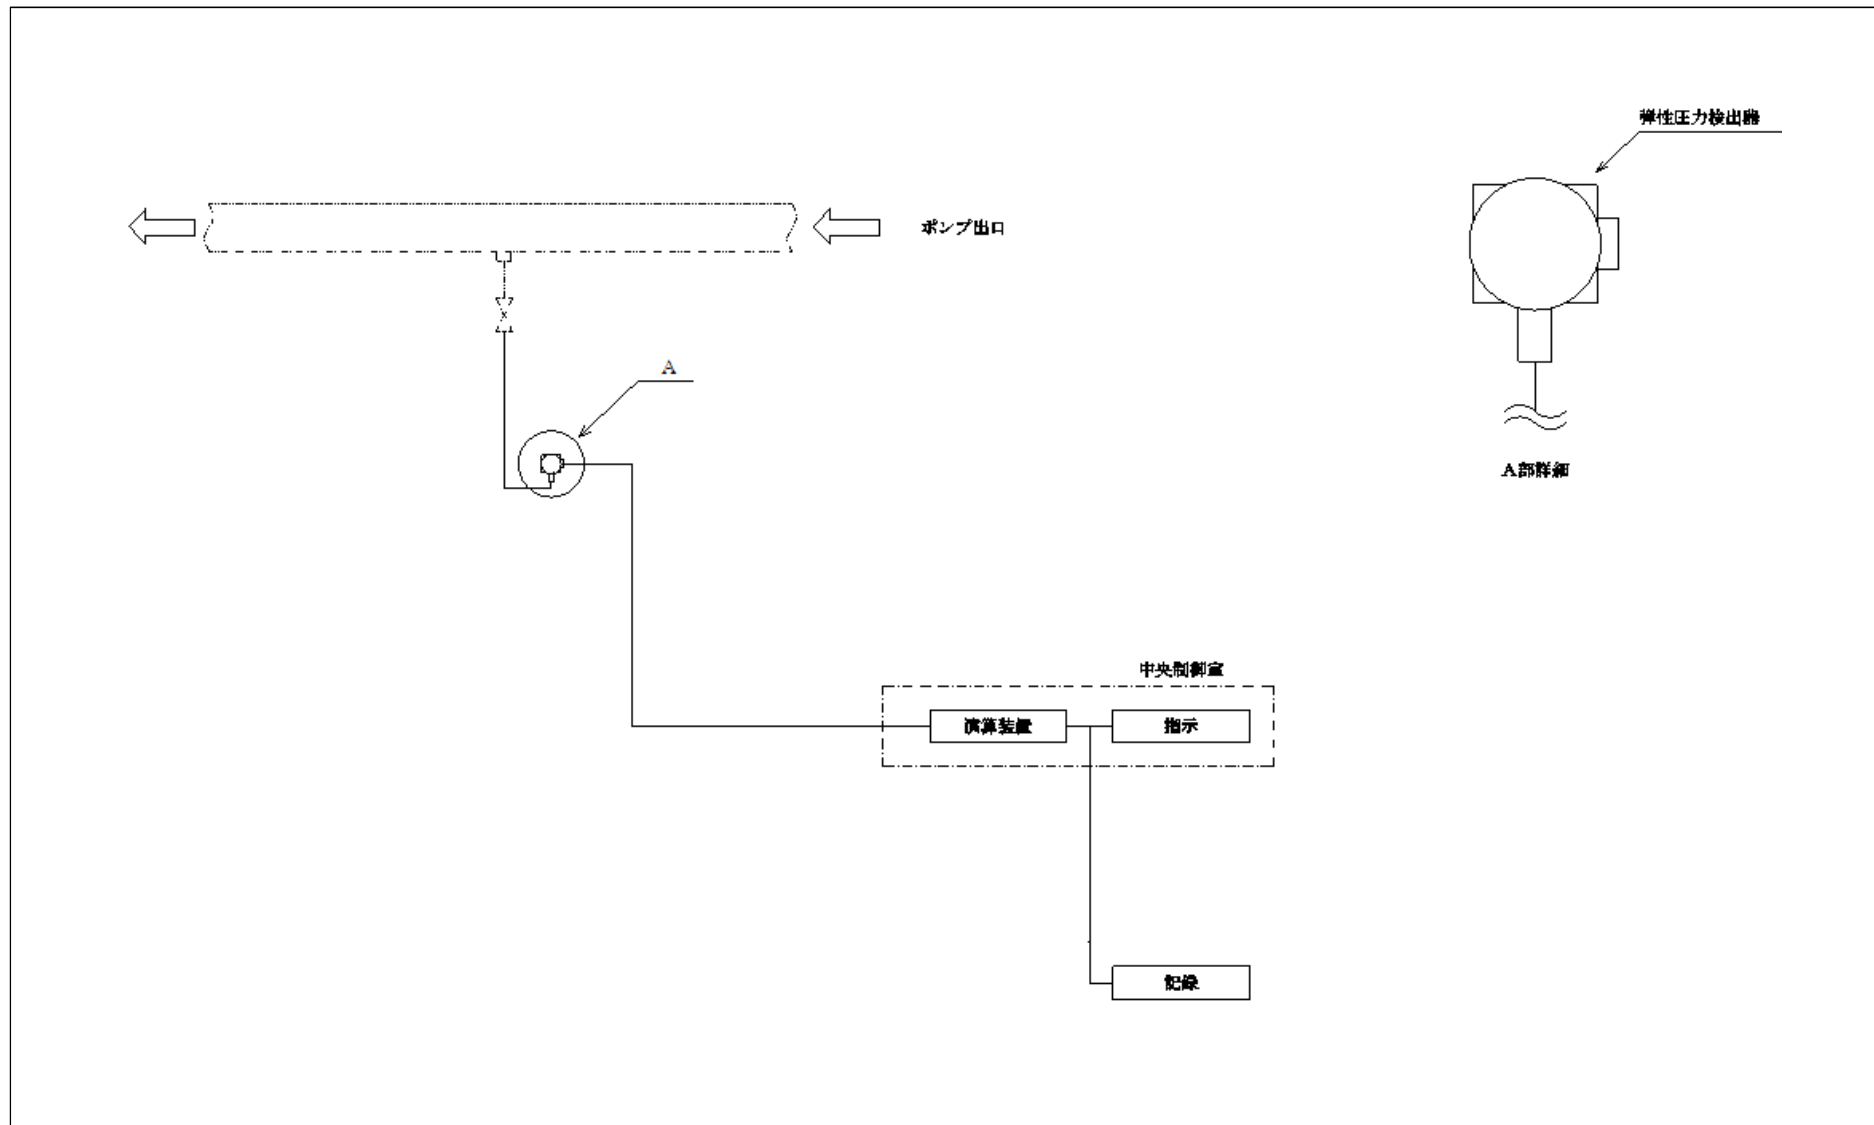 弾性圧力検出器
ポンプ出口
A
A部詳細
中央制御室
演算装置
指示
記録